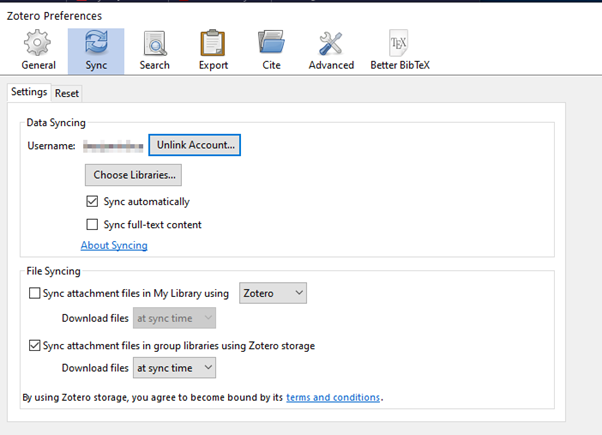 Zotero Preferences
General Sync Search Export Cite Advanced Better BibTeX
Settings Reset
Data Syncing
Username: Unlink Account...
Choose Libraries...
Sync automatically
Sync full-text content
About Syncing
File Syncing
Sync attachment files in My Library using Zotero
Download files at sync time
Sync attachment files in group libraries using Zotero storage
Download files at sync time
By using Zotero storage, you agree to become bound by its terms and conditions.